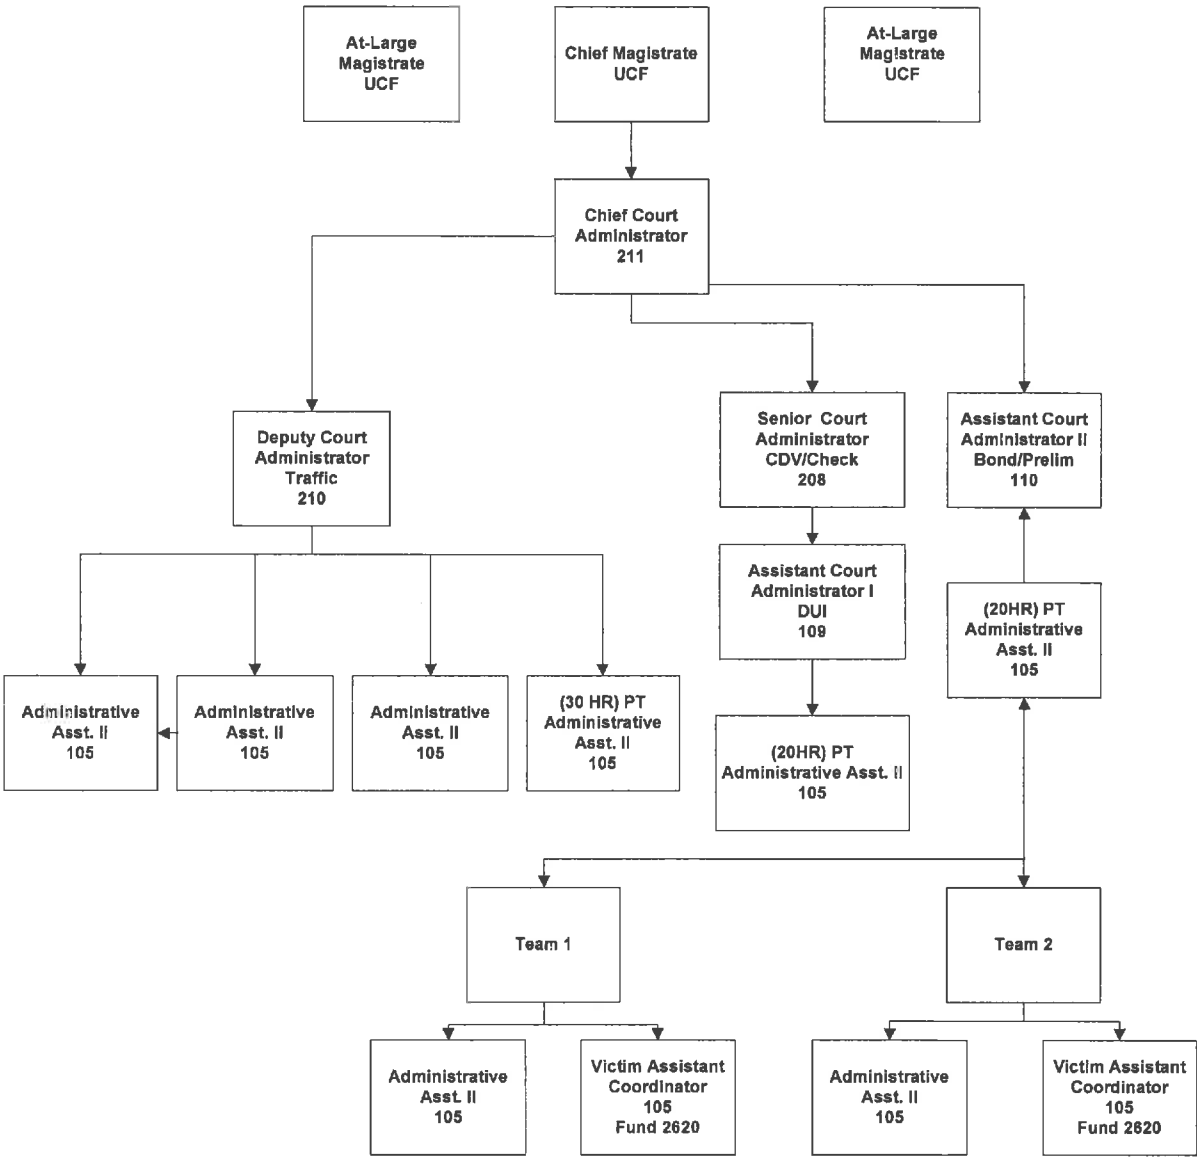 At-Large
Magistrate
UCF
Chief Magistrate
UCF
At-Large
Magistrate
UCF
Chief Court
Administrator
211
Deputy Court
Administrator
Traffic
210
Senior Court
Administrator
CDV/Check
208
Assistant Court
Administrator II
Bond/Prelim
110
Assistant Court
Administrator I
DUI
109
(20HR) PT
Administrative
Asst. II
105
Administrative
Asst. II
105
Administrative
Asst. II
105
Administrative
Asst. II
105
(30 HR) PT
Administrative
Asst. II
105
(20HR) PT
Administrative Asst. II
105
Team 1
Team 2
Administrative
Asst. II
105
Victim Assistant
Coordinator
105
Fund 2620
Administrative
Asst. II
105
Victim Assistant
Coordinator
105
Fund 2620